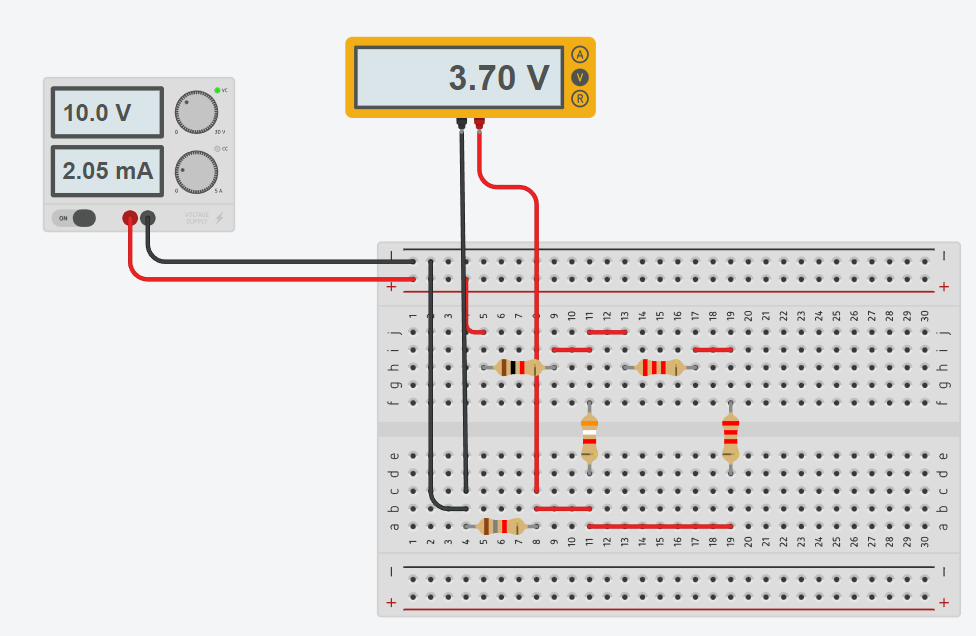 3.70 V
A
V
R
10.0 V
VC
0
30 V
2.05 mA
CC
0
5 A
ON
VOLTAGE
SUPPLY
1 2 3 4 5 6 7 8 9 10 11 12 13 14 15 16 17 18 19 20 21 22 23 24 25 26 27 28 29 30
j j
i i
h h
g g
f f
e e
d d
c c
b b
a a
1 2 3 4 5 6 7 8 9 10 11 12 13 14 15 16 17 18 19 20 21 22 23 24 25 26 27 28 29 30